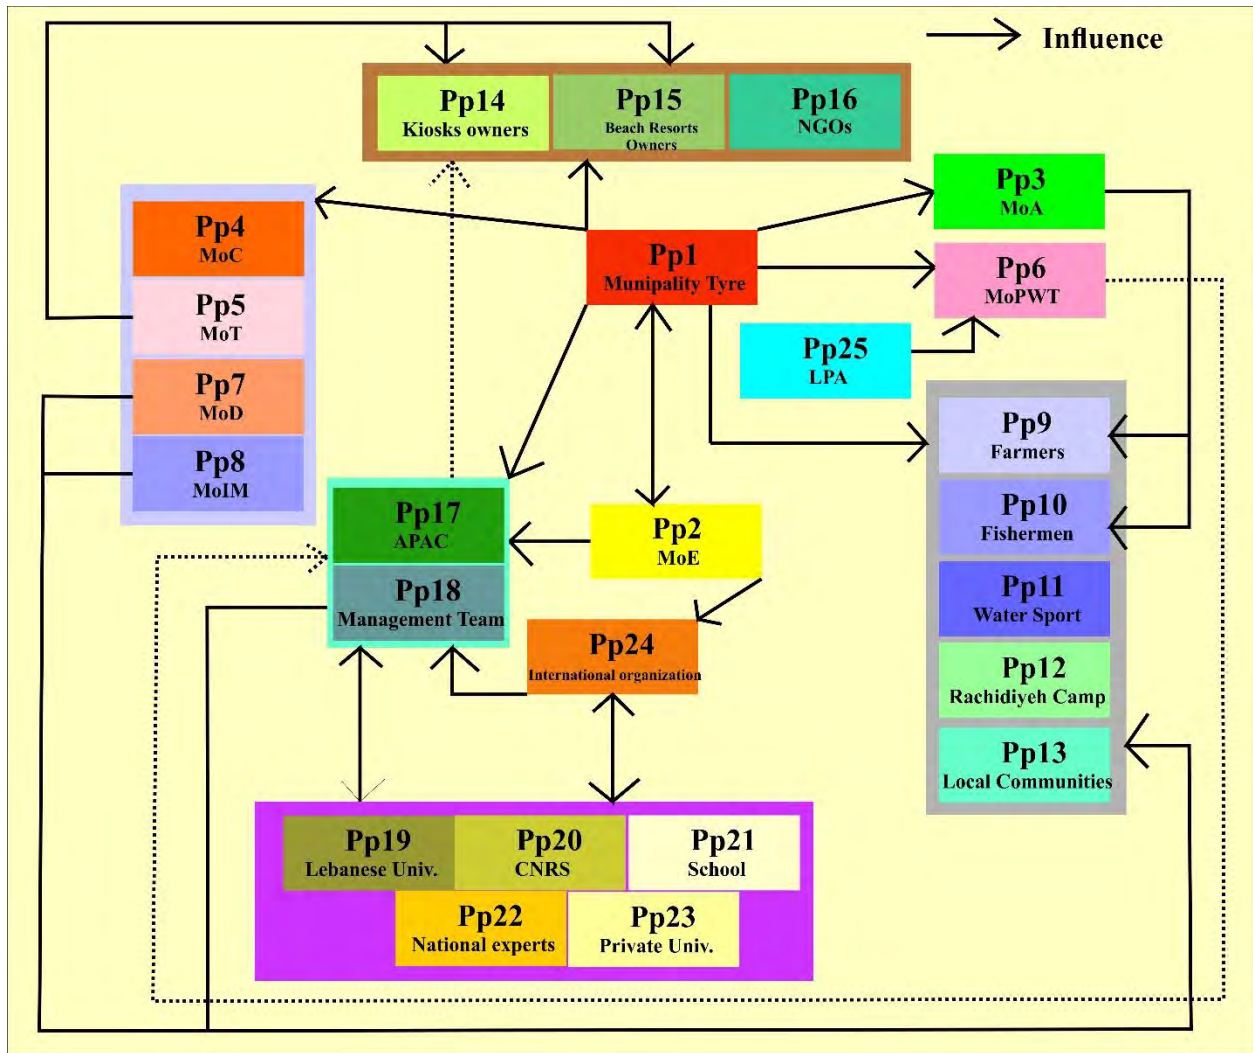 Influence
Pp14
Kiosks owners
Pp15
Beach Resorts
Owners
Pp16
NGOs
Pp3
MoA
Pp4
MoC
Pp1
Munipality Tyre
Pp6
MoPWT
Pp5
MoT
Pp25
LPA
Pp7
MoD
Pp9
Farmers
Pp8
MoIM
Pp17
APAC
Pp2
MoE
Pp10
Fishermen
Pp18
Management Team
Pp11
Water Sport
Pp24
International organization
Pp12
Rachidiyeh Camp
Pp13
Local Communities
Pp19
Lebanese Univ.
Pp20
CNRS
Pp21
School
Pp22
National experts
Pp23
Private Univ.